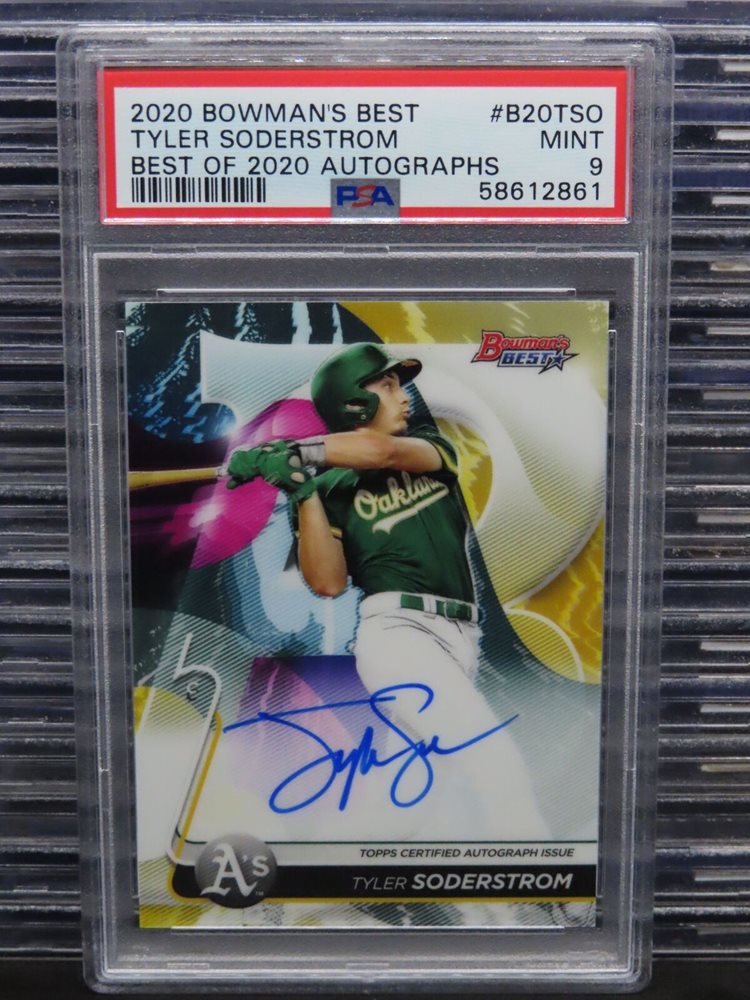 2020 BOWMAN'S BEST #B20TSO
TYLER SODERSTROM MINT
BEST OF 2020 AUTOGRAPHS 9
PSA 58612861
Bowman's
BEST
Oakland
TOPPS CERTIFIED AUTOGRAPH ISSUE
A's TYLER SODERSTROM